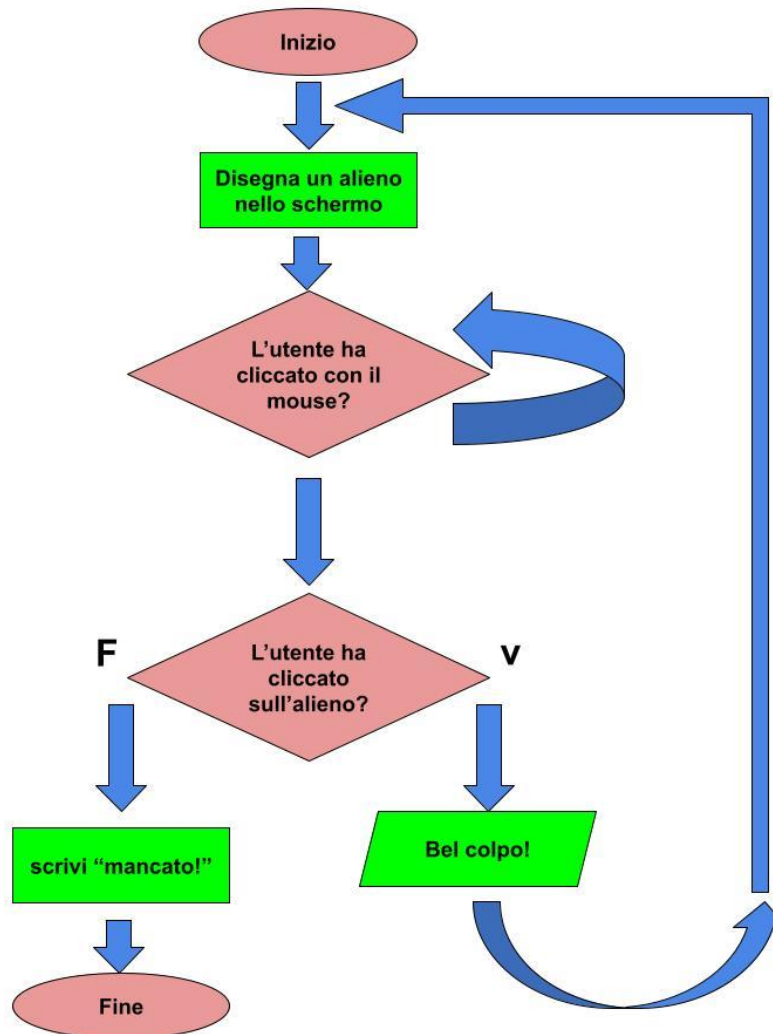 Inizio
Disegna un alieno
nello schermo
L’utente ha
cliccato con il
mouse?
F
v
L’utente ha
cliccato
sull’alieno?
scrivi “mancato!”
Bel colpo!
Fine